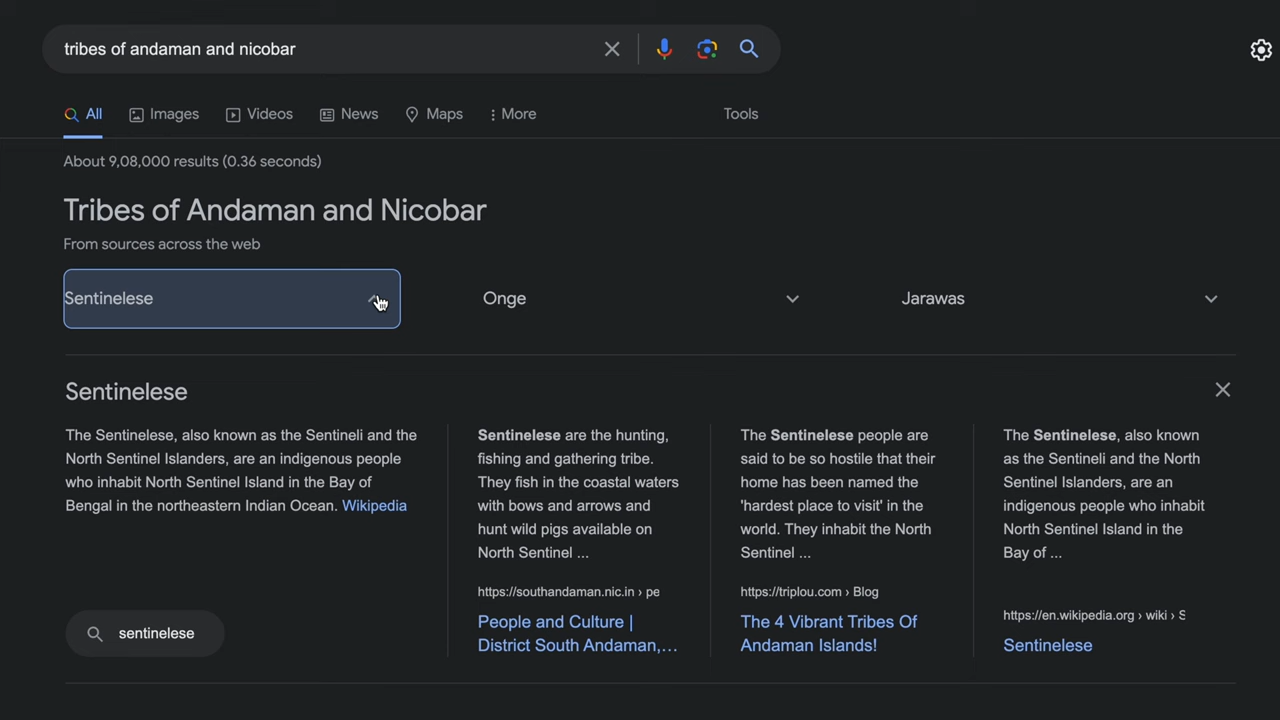 tribes of andaman and nicobar
All Images Videos News Maps More Tools
About 9,08,000 results (0.36 seconds)
Tribes of Andaman and Nicobar
From sources across the web
Sentinelese
Onge
Jarawas
Sentinelese
The Sentinelese, also known as the Sentineli and the
North Sentinel Islanders, are an indigenous people
who inhabit North Sentinel Island in the Bay of
Bengal in the northeastern Indian Ocean. Wikipedia
sentinelese
Sentinelese are the hunting,
fishing and gathering tribe.
They fish in the coastal waters
with bows and arrows and
hunt wild pigs available on
North Sentinel ...
https://southandaman.nic.in › pe
People and Culture |
District South Andaman,...
The Sentinelese people are
said to be so hostile that their
home has been named the
'hardest place to visit' in the
world. They inhabit the North
Sentinel ...
https://triplou.com › Blog
The 4 Vibrant Tribes Of
Andaman Islands!
The Sentinelese, also known
as the Sentineli and the North
Sentinel Islanders, are an
indigenous people who inhabit
North Sentinel Island in the
Bay of ...
https://en.wikipedia.org › wiki › S
Sentinelese